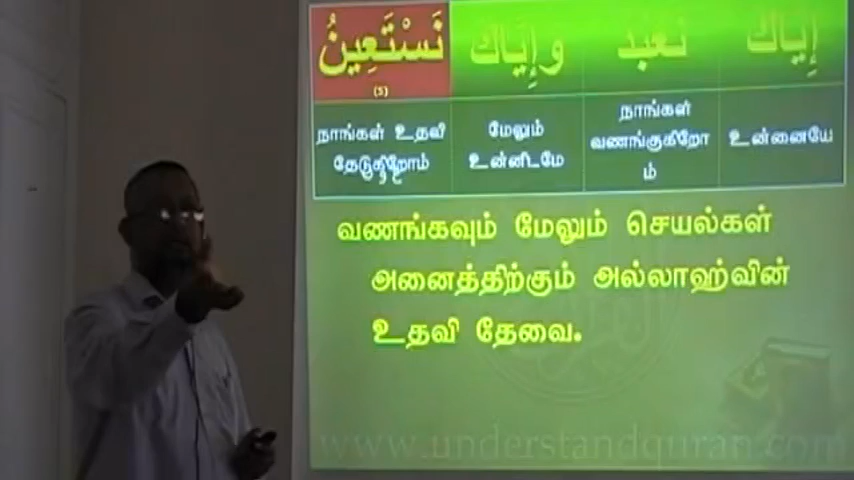 إِيَّاكَ نَعْبُدُ وَإِيَّاكَ نَسْتَعِينُ
(5)
உன்னையே
நாங்கள் வணங்குகிறோம்
மேலும் உன்னிடமே
நாங்கள் உதவி தேடுகிறோம்
வணங்கவும் மேலும் செயல்கள்
அனைத்திற்கும் அல்லாஹ்வின்
உதவி தேவை.
www.understandquran.com